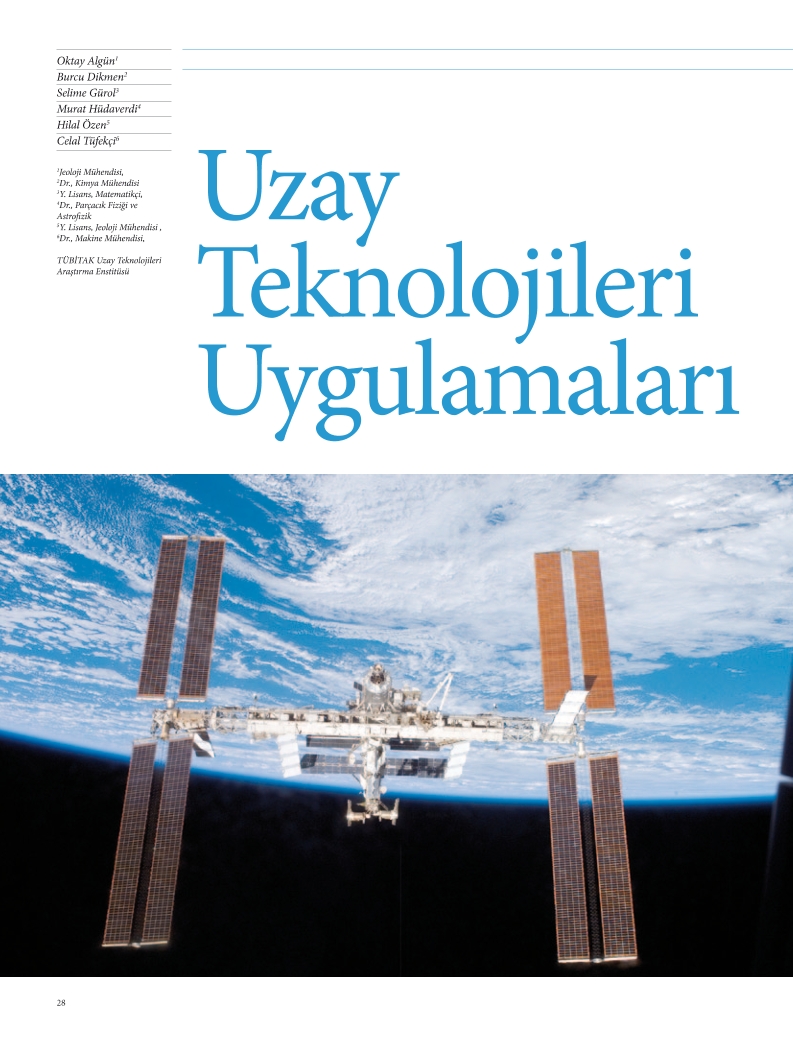 Oktay Algün¹
Burcu Dikmen²
Selime Gürol³
Murat Hüdaverdi⁴
Hilal Özen⁵
Celal Tüfekçi⁶
¹Jeoloji Mühendisi,
²Dr., Kimya Mühendisi
³Y. Lisans, Matematikçi,
⁴Dr., Parçacık Fiziği ve
Astrofizik
⁵Y. Lisans, Jeoloji Mühendisi ,
⁶Dr., Makine Mühendisi,
TÜBİTAK Uzay Teknolojileri
Araştırma Enstitüsü
Uzay
Teknolojileri
Uygulamaları
28